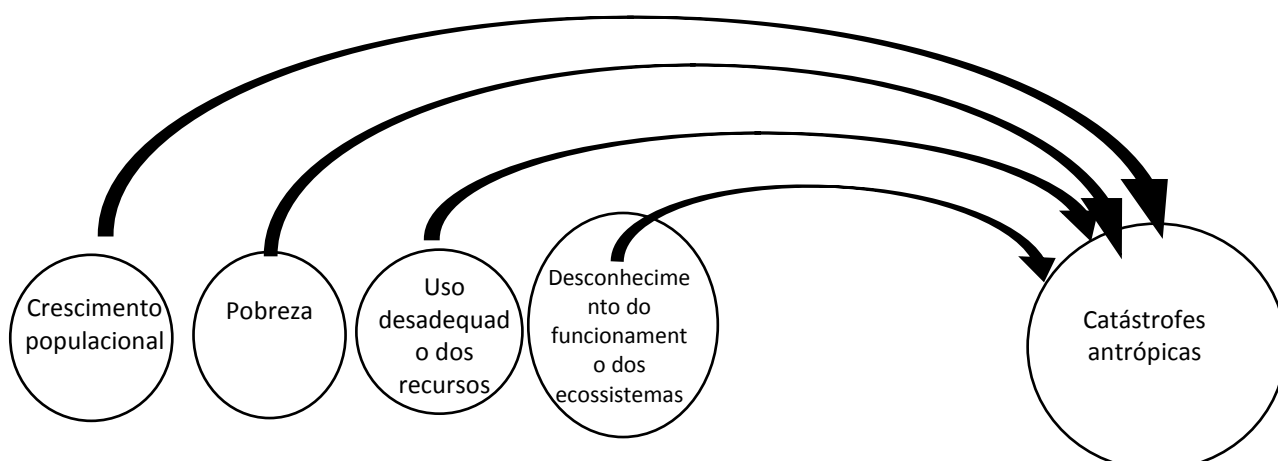 Crescimento
populacional
Pobreza
Uso
desadequad
o dos
recursos
Desconhecime
nto do
funcionament
o dos
ecossistemas
Catástrofes
antrópicas